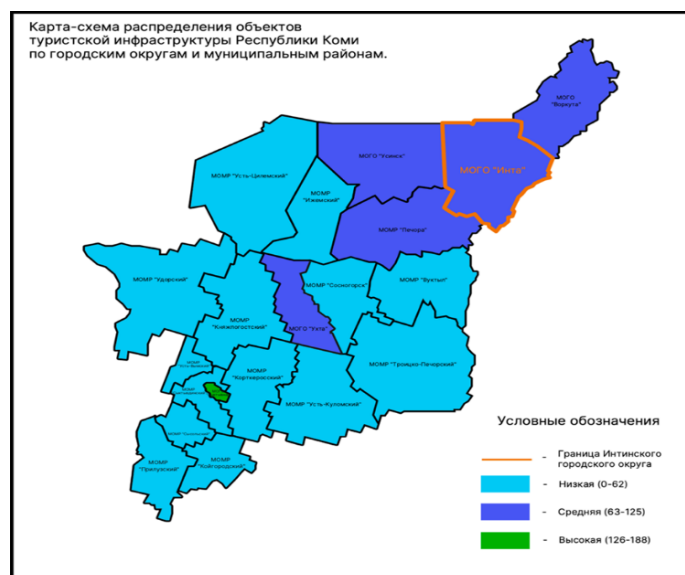 Карта-схема распределения объектов
туристской инфраструктуры Республики Коми
по городским округам и муниципальным районам.
МОГО
"Воркута"
МОГО "Усинск"
МОГО "Инта"
МОМР "Усть-Цилемский"
МОМР
"Ижемский"
МОМР "Печора"
МОМР "Удорский"
МОМР "Сосногорск"
МОМР "Вуктыл"
МОМР
"Княжпогостский"
МОГО "Ухта"
МОМР "Троицко-Печорский"
МОМР
МОМР
"Корткеросский"
МОМР
МОМР "Усть-Куломский"
МОМР
МОМР
"Прилузский"
МОМР
"Койгородский"
Условные обозначения
- Граница Интинского
городского округа
- Низкая (0-62)
- Средняя (63-125)
- Высокая (126-188)